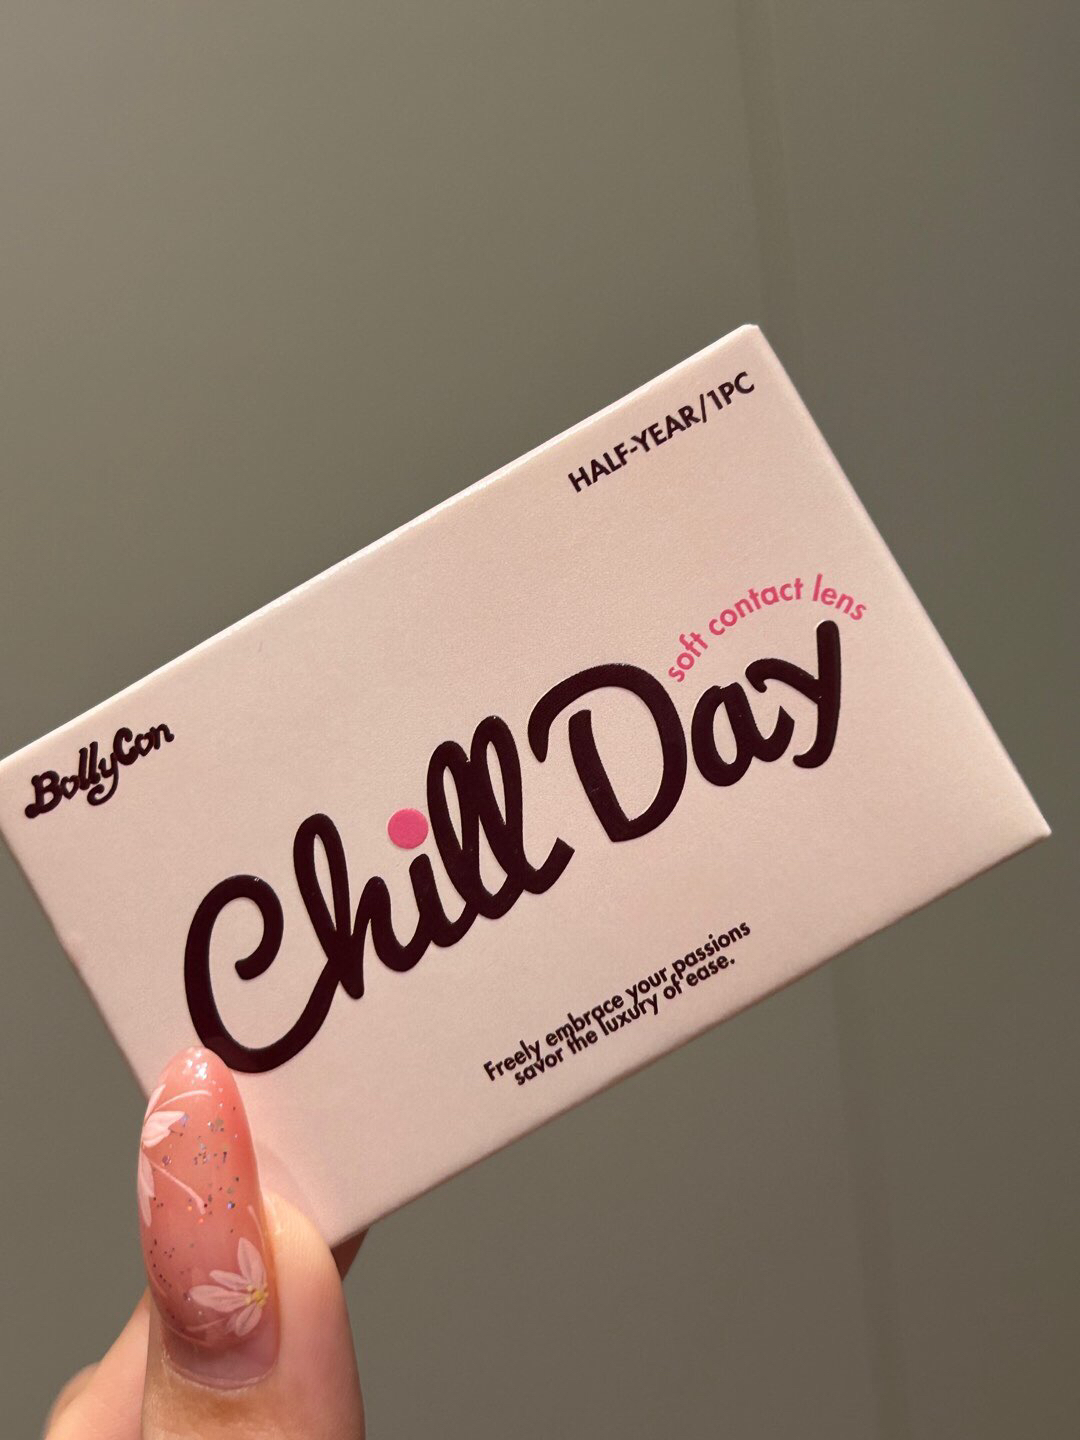 HALF-YEAR/1PC
soft contact lens
BollyCon
Chill Day
Freely embrace your passions
savor the luxury of ease.